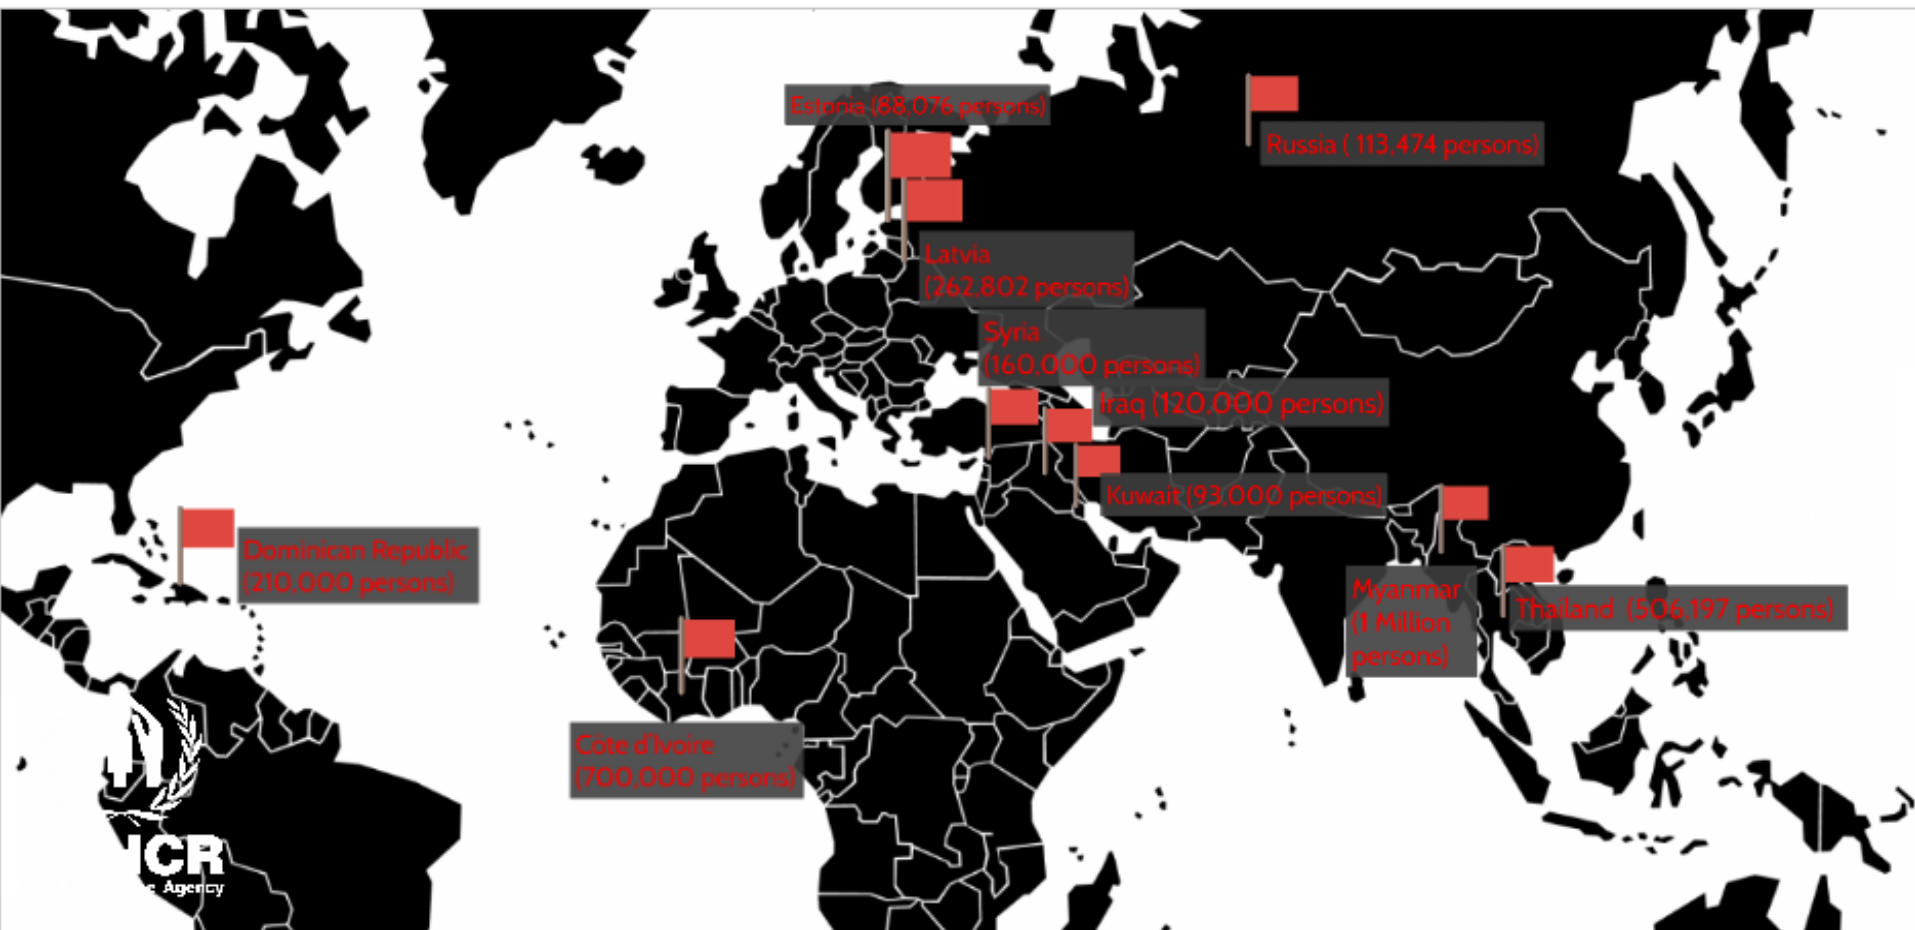 Estonia (88,076 persons)
Russia ( 113,474 persons)
Latvia
(262,802 persons)
Syria
(160,000 persons)
Iraq (120,000 persons)
Kuwait (93,000 persons)
Dominican Republic
(210,000 persons)
Myanmar
(1 Million
persons)
Thailand (506,197 persons)
Côte d'Ivoire
(700,000 persons)
Agency